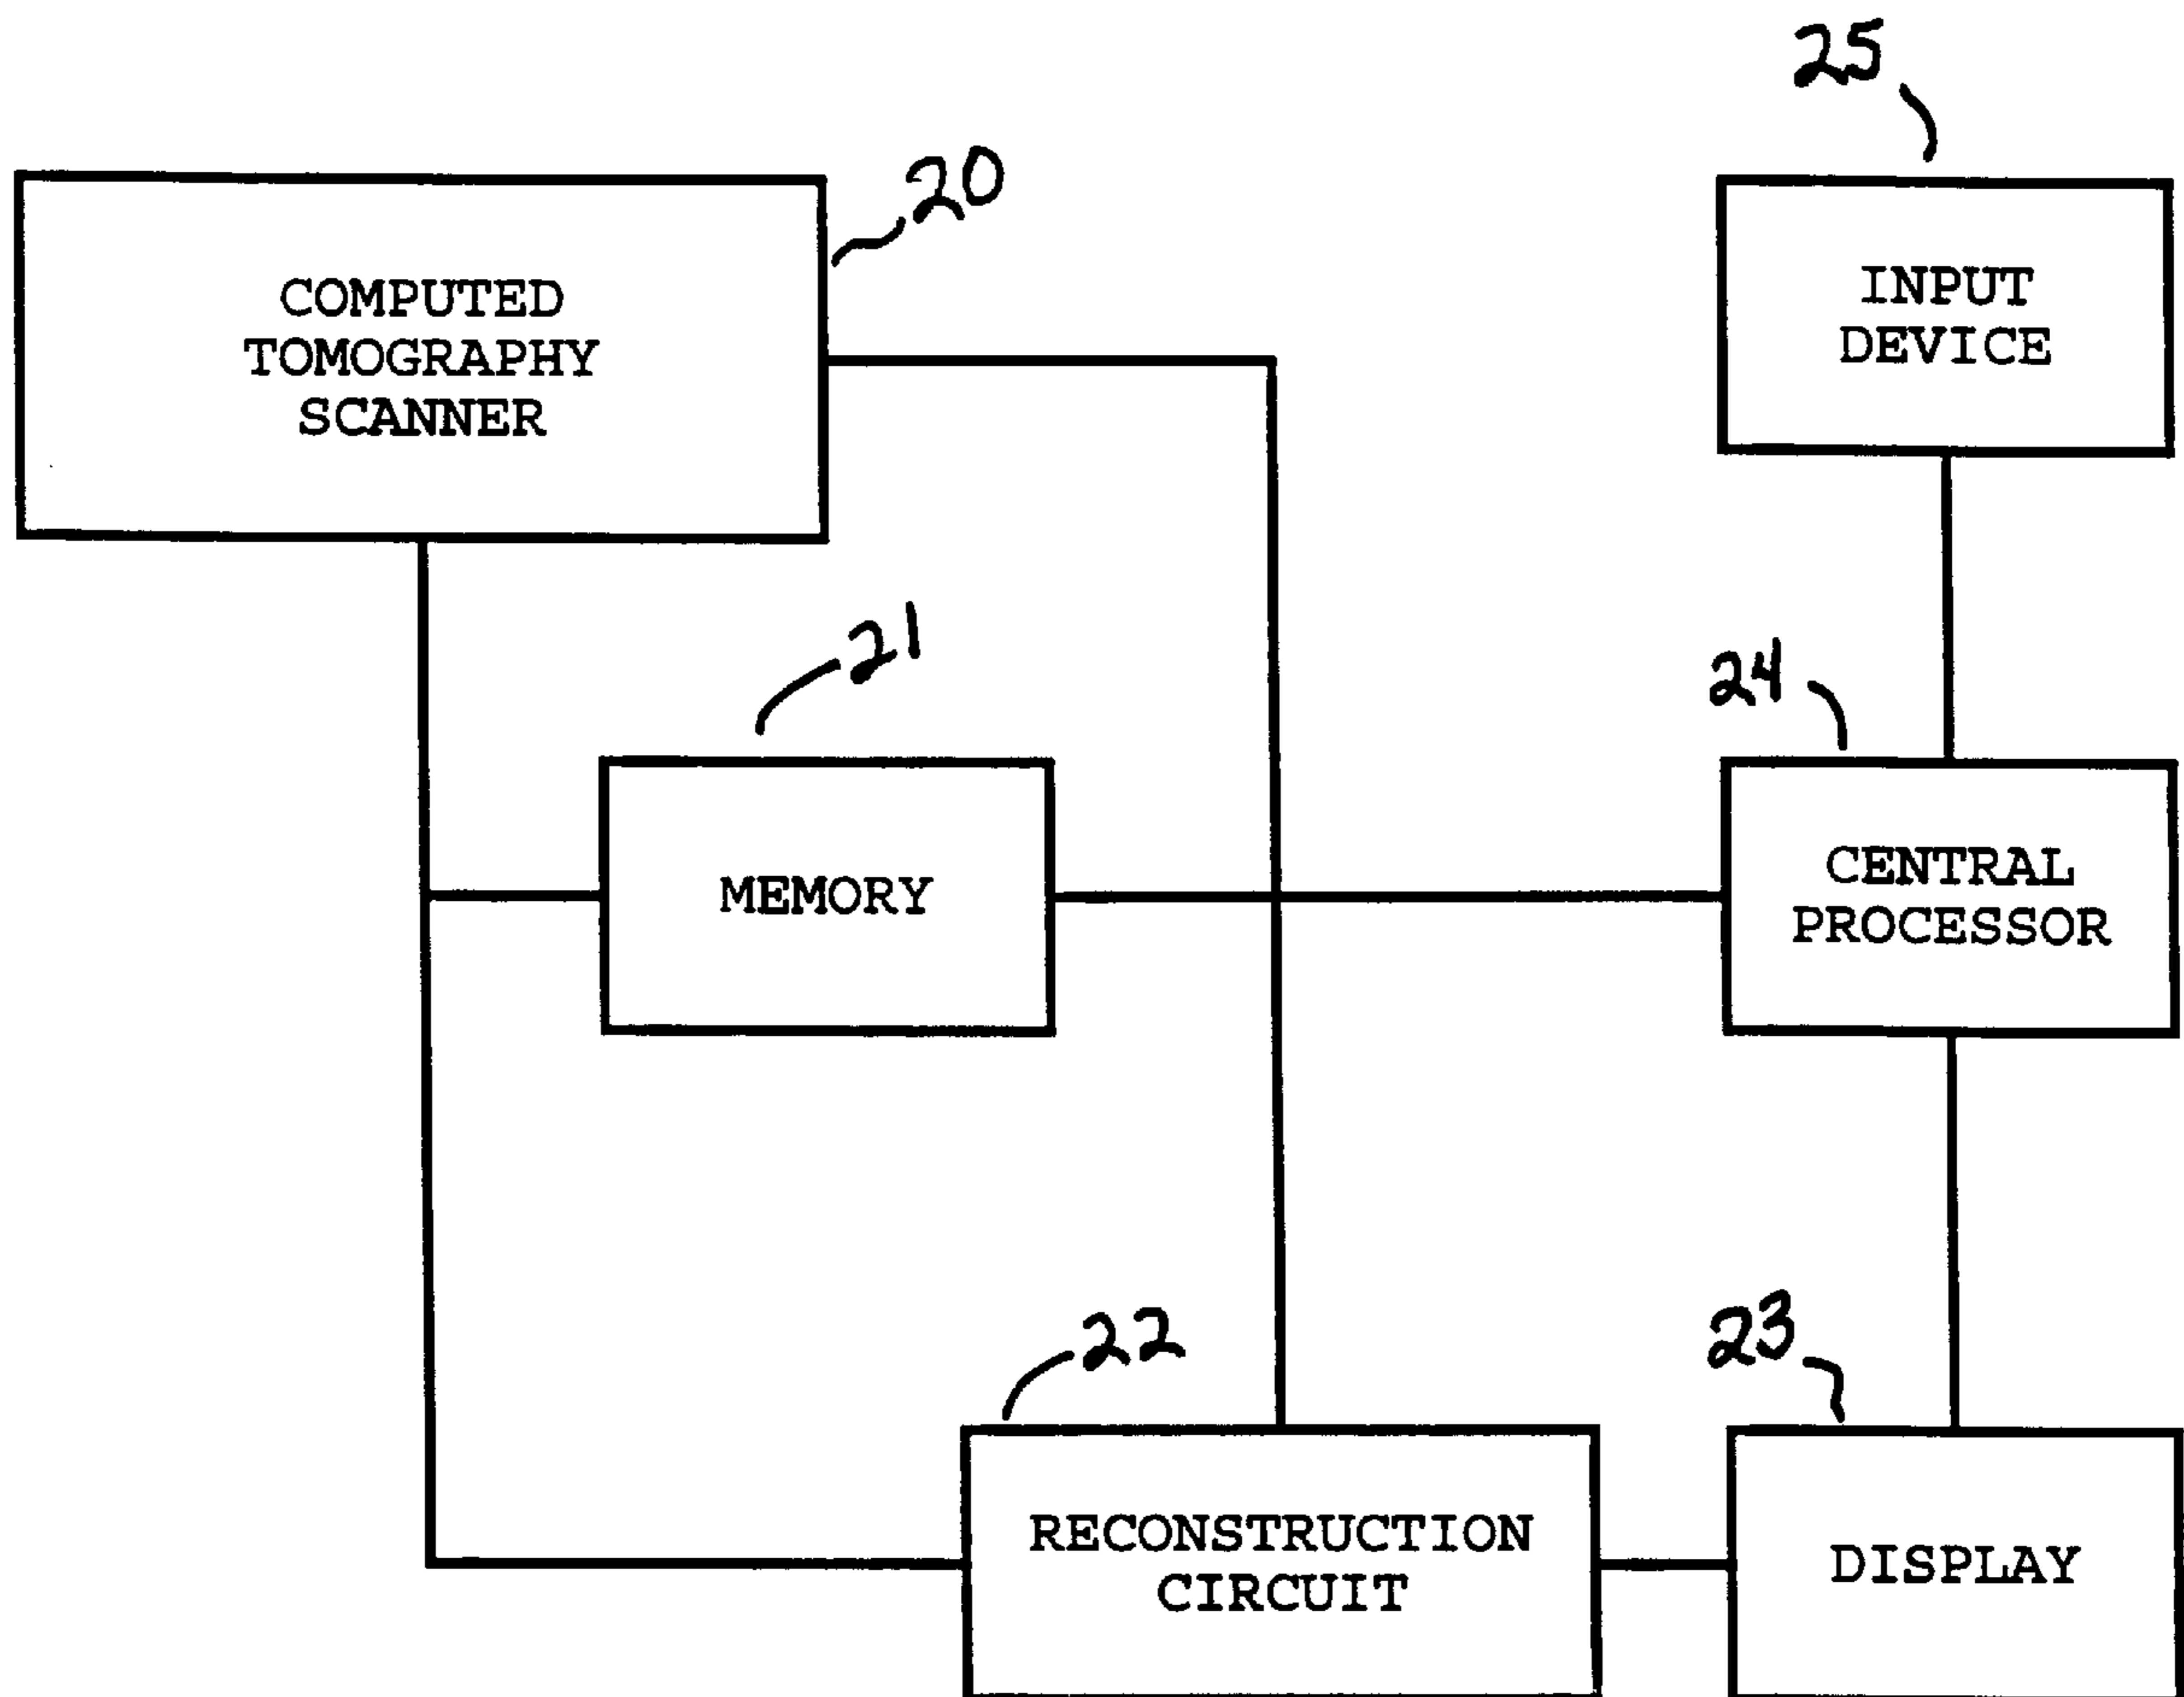 25
20
COMPUTED
TOMOGRAPHY
SCANNER
INPUT
DEVICE
21
24
MEMORY
CENTRAL
PROCESSOR
22
23
RECONSTRUCTION
CIRCUIT
DISPLAY